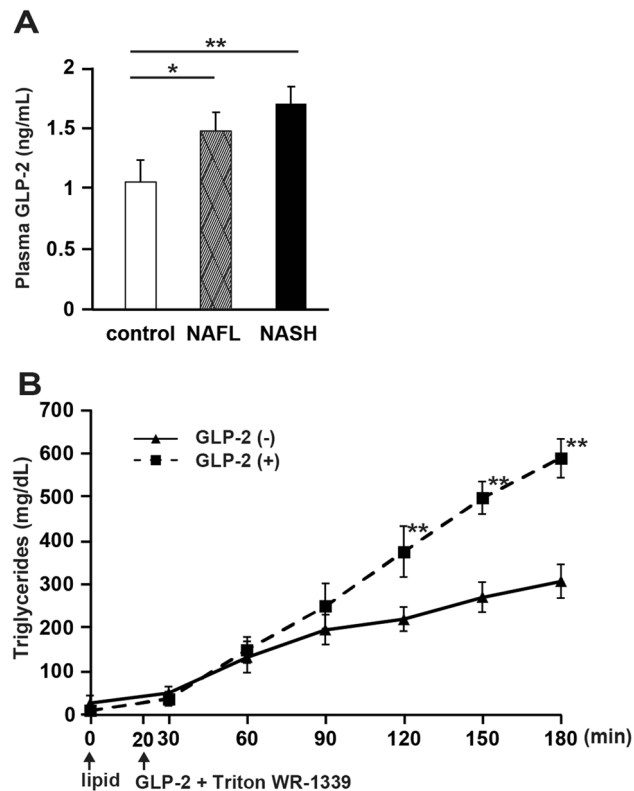 A
**
*
2
1.5
1
0.5
0
Plasma GLP-2 (ng/mL)
control NAFL NASH
B
700
600
500
400
300
200
100
0
Triglycerides (mg/dL)
GLP-2 (-)
GLP-2 (+)
**
**
**
0 20 30 60 90 120 150 180 (min)
lipid GLP-2 + Triton WR-1339